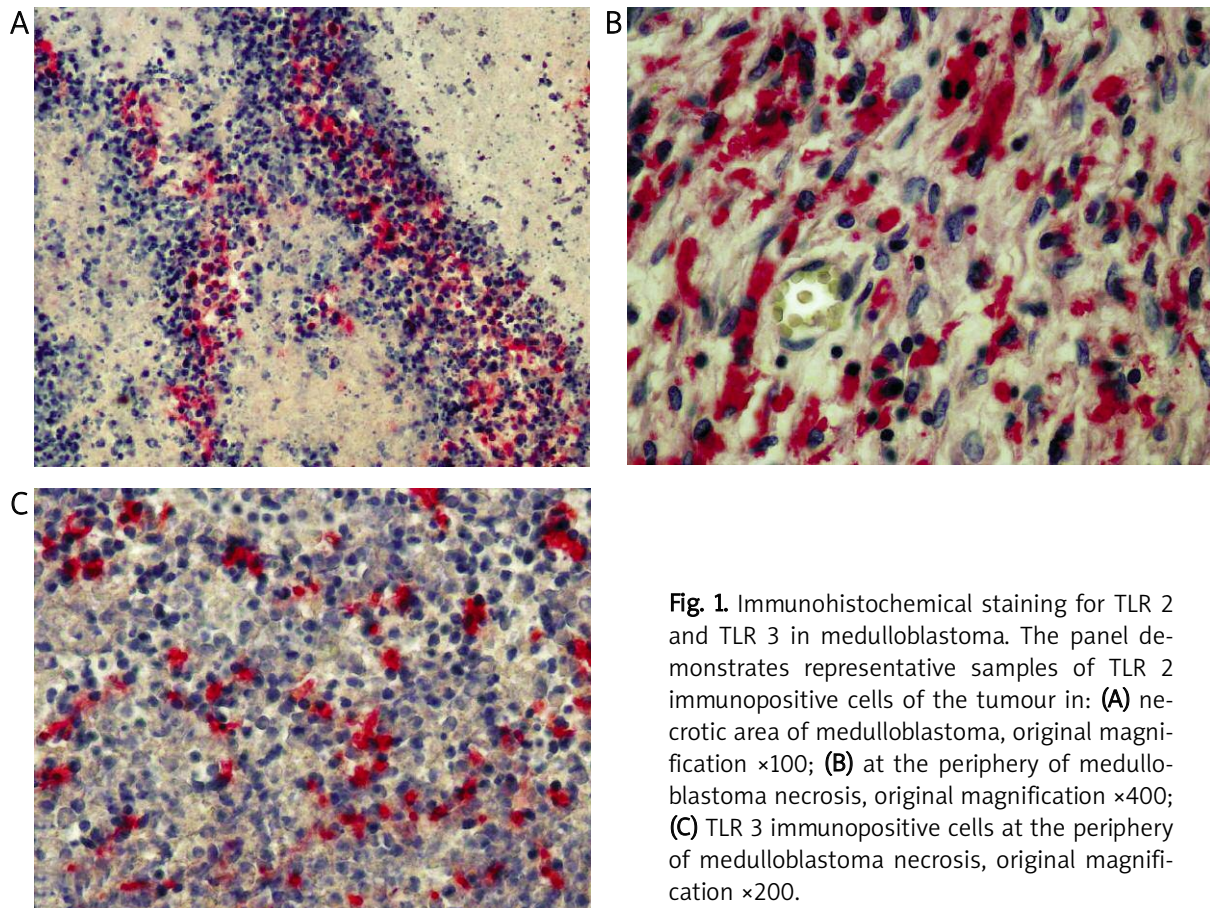 A
B
C
Fig. 1. Immunohistochemical staining for TLR 2
and TLR 3 in medulloblastoma. The panel de-
monstrates representative samples of TLR 2
immunopositive cells of the tumour in: (A) ne-
crotic area of medulloblastoma, original magni-
fication ×100; (B) at the periphery of medullo-
blastoma necrosis, original magnification ×400;
(C) TLR 3 immunopositive cells at the periphery
of medulloblastoma necrosis, original magnifi-
cation ×200.